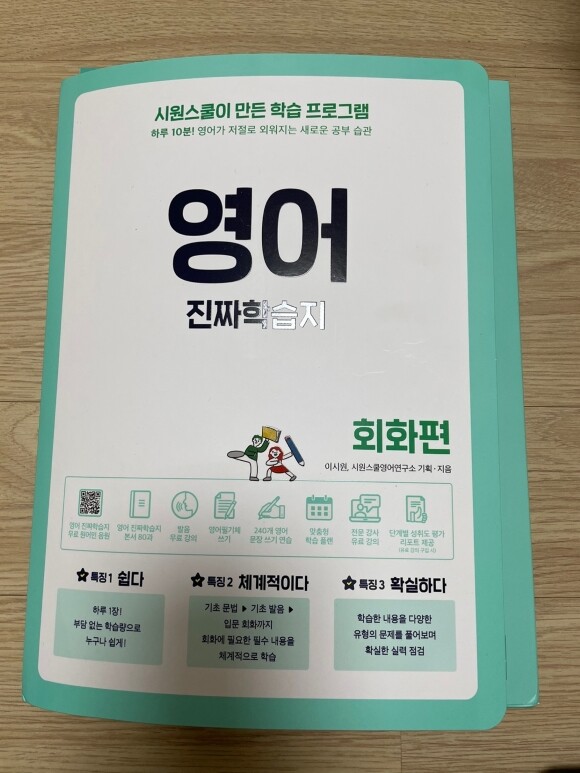 시원스쿨이 만든 학습 프로그램
하루 10분! 영어가 저절로 외워지는 새로운 공부 습관
영어
진짜학습지
회화편
이시원, 시원스쿨영어연구소 기획·지음
영어 진짜학습지
무료 원어민 음원
영어 진짜학습지
본서 80과
발음
무료 강의
영어필기체
쓰기
240개 영어
문장 쓰기 연습
맞춤형
학습 플랜
전문 강사
유료 강의
단계별 성취도 평가
리포트 제공
(유료 강의 구입 시)
특징1 쉽다
하루 1장!
부담 없는 학습량으로
누구나 쉽게!
특징2 체계적이다
기초 문법 ▶ 기초 발음 ▶
입문 회화까지
회화에 필요한 필수 내용을
체계적으로 학습
특징3 확실하다
학습한 내용을 다양한
유형의 문제를 풀어보며
확실한 실력 점검